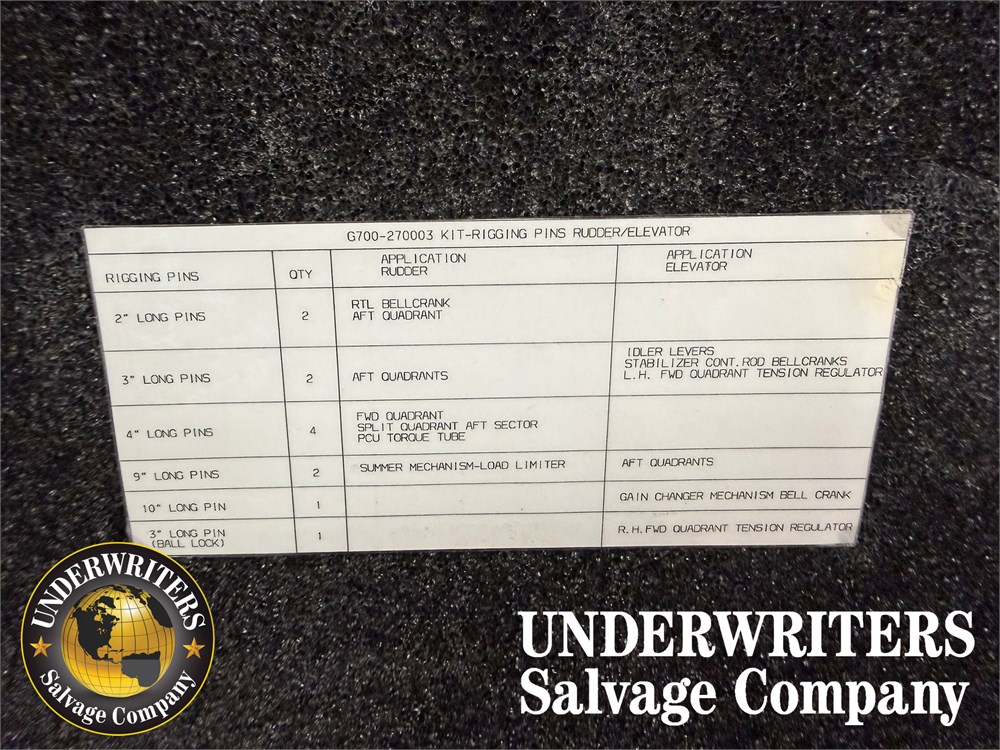 G700-270003 KIT-RIGGING PINS RUDDER/ELEVATOR
RIGGING PINS QTY APPLICATION RUDDER APPLICATION ELEVATOR
2" LONG PINS 2 RTL BELLCRANK
AFT QUADRANT
3" LONG PINS 2 AFT QUADRANTS IDLER LEVERS
STABILIZER CONT.ROD BELLCRANKS
L.H. FWD QUADRANT TENSION REGULATOR
4" LONG PINS 4 FWD QUADRANT
SPLIT QUADRANT AFT SECTOR
PCU TORQUE TUBE
9" LONG PINS 2 SUMMER MECHANISM-LOAD LIMITER AFT QUADRANTS
10" LONG PIN 1 GAIN CHANGER MECHANISM BELL CRANK
3" LONG PIN
(BALL LOCK) 1 R.H.FWD QUADRANT TENSION REGULATOR
UNDERWRITERS
Salvage Company
UNDERWRITERS
Salvage Company